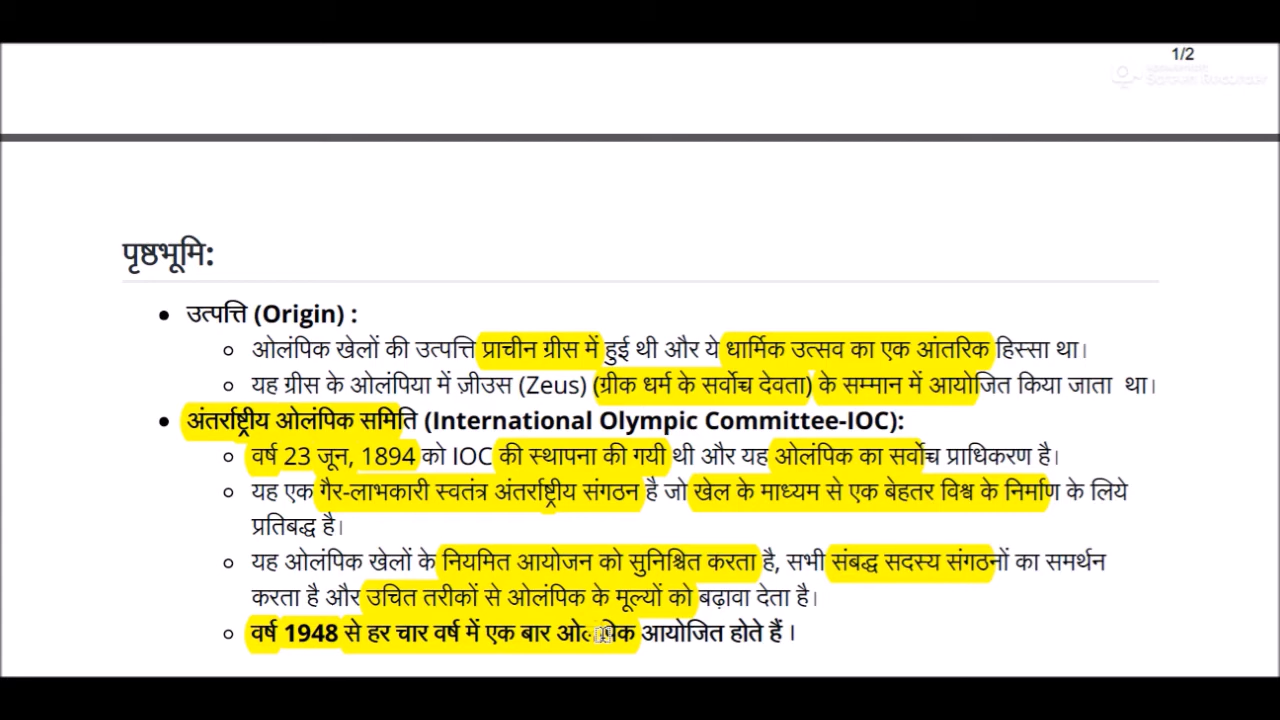 1/2
पृष्ठभूमि:
उत्पत्ति (Origin) :
ओलंपिक खेलों की उत्पत्ति प्राचीन ग्रीस में हुई थी और ये धार्मिक उत्सव का एक आंतरिक हिस्सा था।
यह ग्रीस के ओलंपिया में ज़ीउस (Zeus) (ग्रीक धर्म के सर्वोच्च देवता) के सम्मान में आयोजित किया जाता था।
अंतर्राष्ट्रीय ओलंपिक समिति (International Olympic Committee-IOC):
वर्ष 23 जून, 1894 को IOC की स्थापना की गयी थी और यह ओलंपिक का सर्वोच्च प्राधिकरण है।
यह एक गैर-लाभकारी स्वतंत्र अंतर्राष्ट्रीय संगठन है जो खेल के माध्यम से एक बेहतर विश्व के निर्माण के लिये
प्रतिबद्ध है।
यह ओलंपिक खेलों के नियमित आयोजन को सुनिश्चित करता है, सभी संबद्ध सदस्य संगठनों का समर्थन
करता है और उचित तरीकों से ओलंपिक के मूल्यों को बढ़ावा देता है।
वर्ष 1948 से हर चार वर्ष में एक बार ओलंपिक आयोजित होते हैं ।